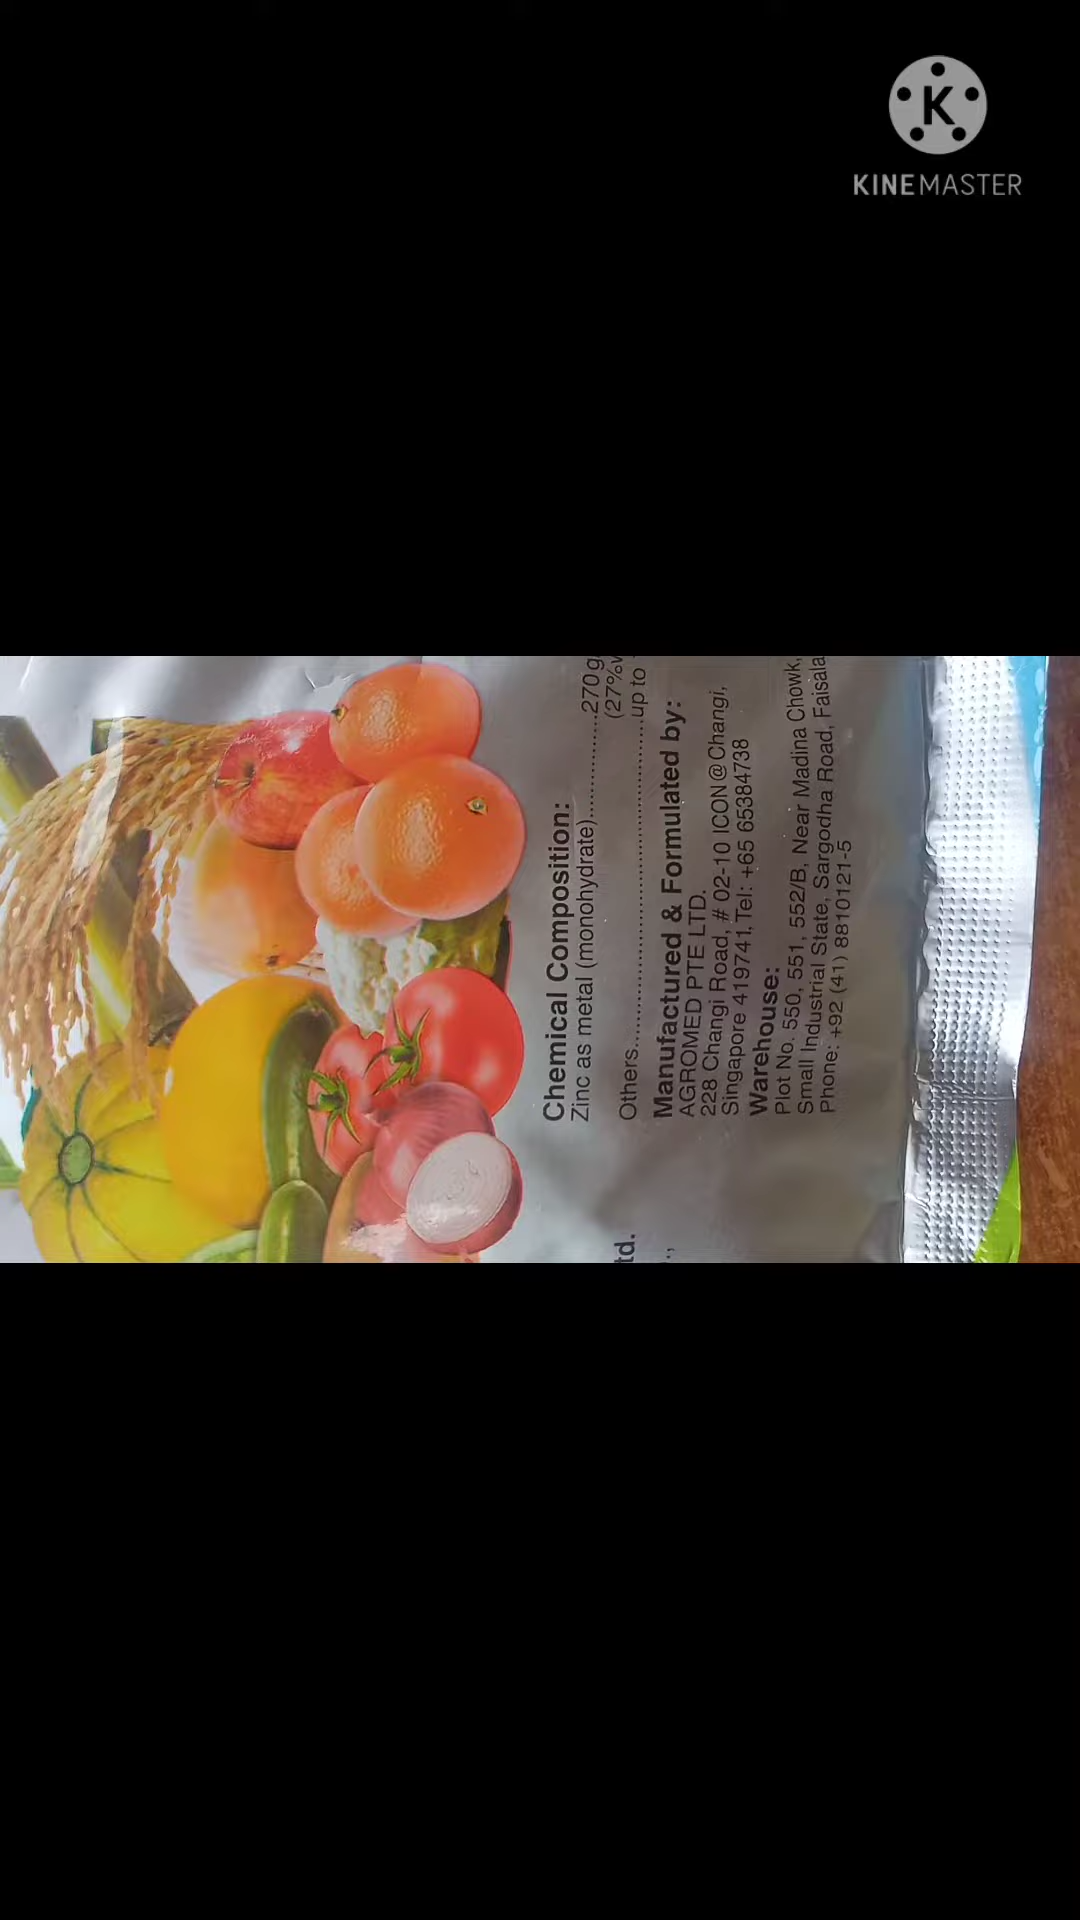 KINEMASTER
Chemical Composition:
Zinc as metal (monohydrate)..............270g
(27%
Others..........................................up to
Manufactured & Formulated by:
AGROMED PTE LTD.
228 Changi Road, # 02-10 ICON@Changi,
Singapore 419741, Tel: +65 65384738
Warehouse:
Plot No. 550, 551, 552/B, Near Madina Chowk,
Small Industrial State, Sargodha Road, Faisala
Phone: +92 (41) 8810121-5
td.